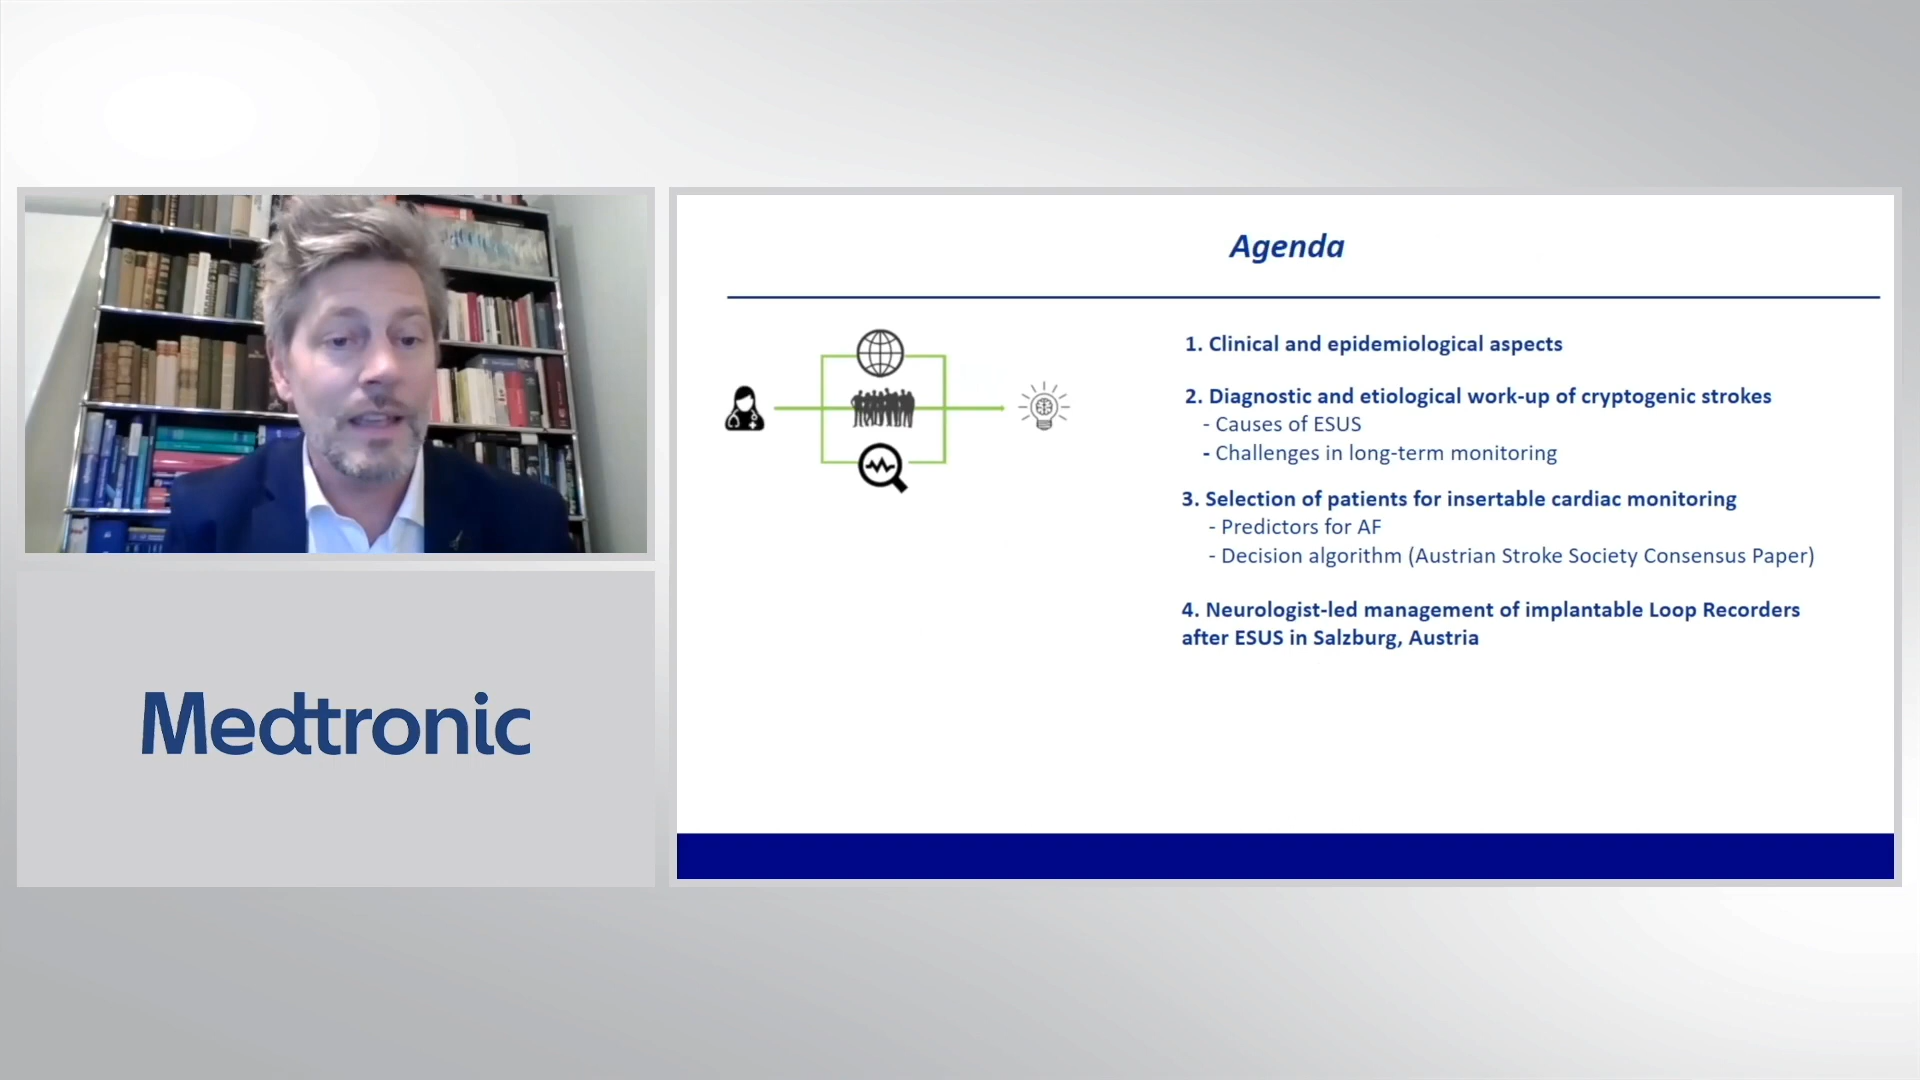 Agenda
1. Clinical and epidemiological aspects
2. Diagnostic and etiological work-up of cryptogenic strokes
- Causes of ESUS
- Challenges in long-term monitoring
3. Selection of patients for insertable cardiac monitoring
- Predictors for AF
- Decision algorithm (Austrian Stroke Society Consensus Paper)
4. Neurologist-led management of implantable Loop Recorders
after ESUS in Salzburg, Austria
Medtronic